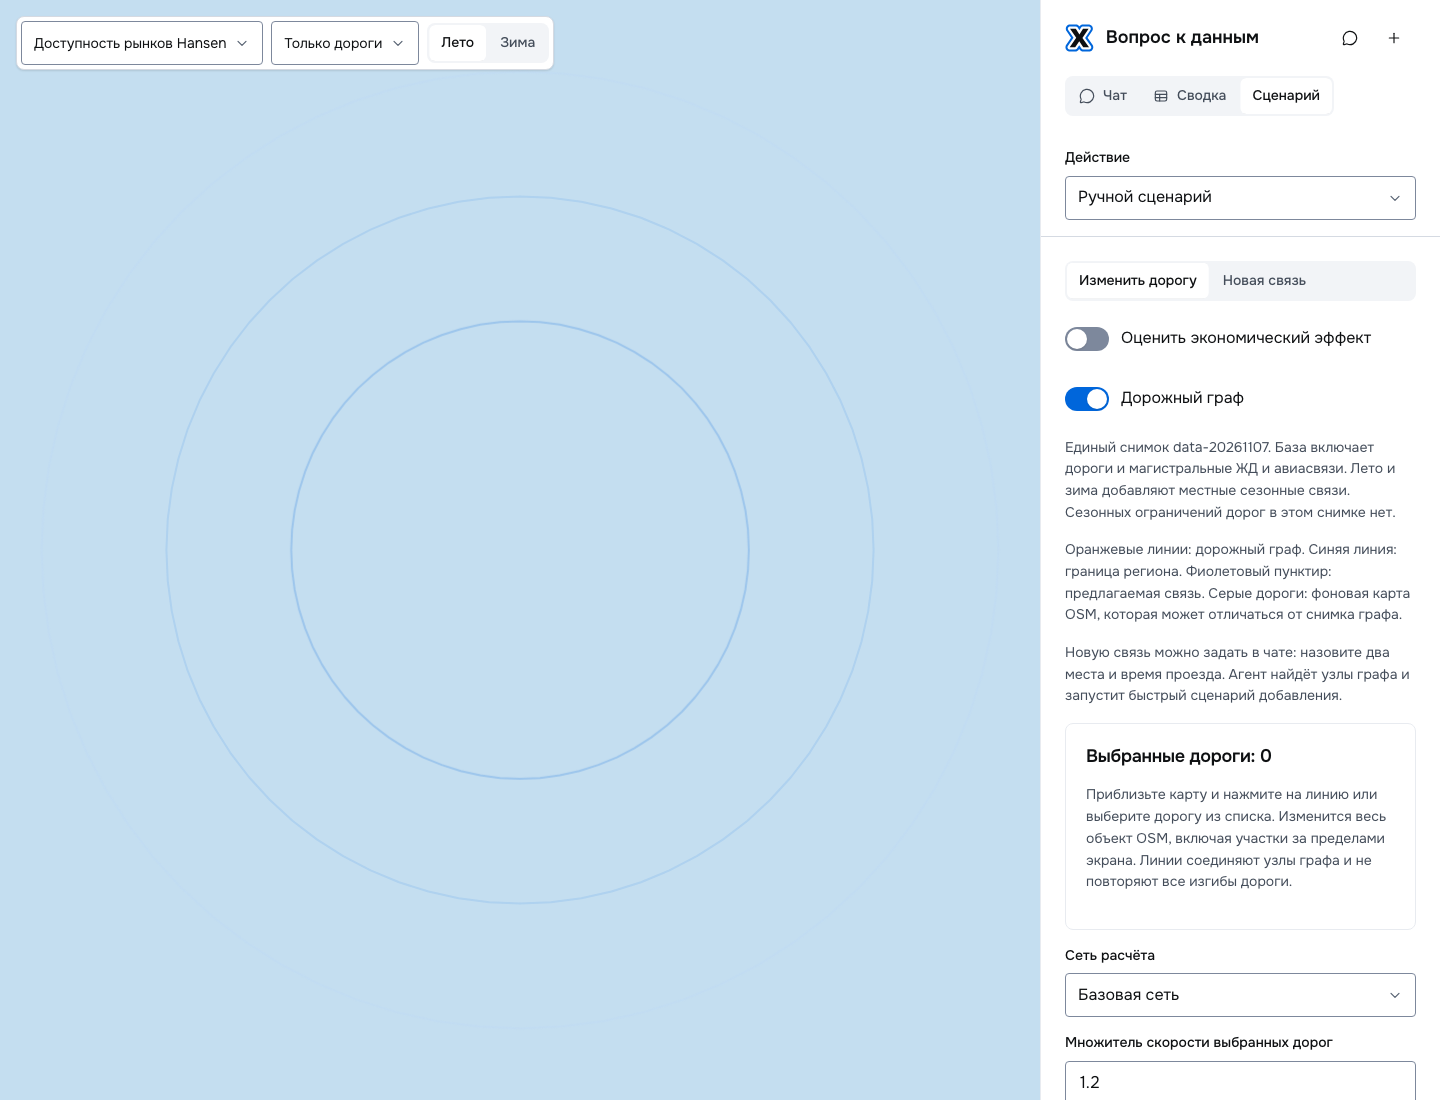 Доступность рынков Hansen
Только дороги
Лето
Зима
Вопрос к данным
Чат
Сводка
Сценарий
Действие
Ручной сценарий
Изменить дорогу
Новая связь
Оценить экономический эффект
Дорожный граф
Единый снимок data-20261107. База включает
дороги и магистральные ЖД и авиасвязи. Лето и
зима добавляют местные сезонные связи.
Сезонных ограничений дорог в этом снимке нет.
Оранжевые линии: дорожный граф. Синяя линия:
граница региона. Фиолетовый пунктир:
предлагаемая связь. Серые дороги: фоновая карта
OSM, которая может отличаться от снимка графа.
Новую связь можно задать в чате: назовите два
места и время проезда. Агент найдёт узлы графа и
запустит быстрый сценарий добавления.
Выбранные дороги: 0
Приблизьте карту и нажмите на линию или
выберите дорогу из списка. Изменится весь
объект OSM, включая участки за пределами
экрана. Линии соединяют узлы графа и не
повторяют все изгибы дороги.
Сеть расчёта
Базовая сеть
Множитель скорости выбранных дорог
1.2